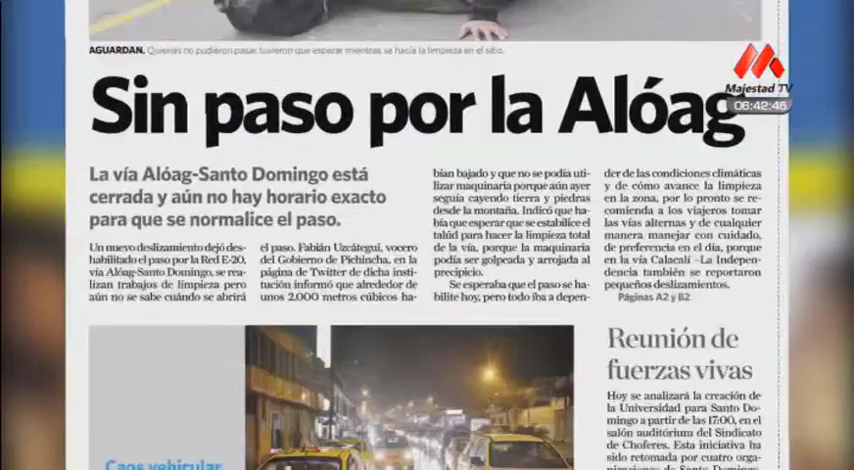 AGUARDAN. Quienes no pudieron pasar, tuvieron que esperar mientras se hacía la limpieza en el sitio.
Majestad TV
06:42:45
Sin paso por la Alóag
La vía Alóag-Santo Domingo está
cerrada y aún no hay horario exacto
para que se normalice el paso.
Un nuevo deslizamiento dejó des-
habilitado el paso por la Red E-20,
vía Alóag-Santo Domingo, se rea-
lizan trabajos de limpieza pero
aún no se sabe cuándo se abrirá
el paso. Fabián Uzcátegui, vocero
del Gobierno de Pichincha, en la
página de Twitter de dicha insti-
tución informó que alrededor de
unos 2.000 metros cúbicos ha-
bían bajado y que no se podía uti-
lizar maquinaria porque aún ayer
seguía cayendo tierra y piedras
desde la montaña. Indicó que ha-
bía que esperar que se estabilice el
talúd para hacer la limpieza total
de la vía, porque la maquinaria
podía ser golpeada y arrojada al
precipicio.
Se esperaba que el paso se ha-
bilite hoy, pero todo iba a depen-
der de las condiciones climáticas
y de cómo avance la limpieza
en la zona, por lo pronto se re-
comienda a los viajeros tomar
las vías alternas y de cualquier
manera manejar con cuidado,
de preferencia en el día, porque
en la vía Calacalí -La Indepen-
dencia también se reportaron
pequeños deslizamientos.
Páginas A2 y B2
Caos vehicular
Reunión de
fuerzas vivas
Hoy se analizará la creación de
la Universidad para Santo Do-
mingo a partir de las 17:00, en el
salón auditórium del Sindicato
de Choferes. Esta iniciativa ha
sido retomada por cuatro orga-
nizaciones de Santo Domingo,